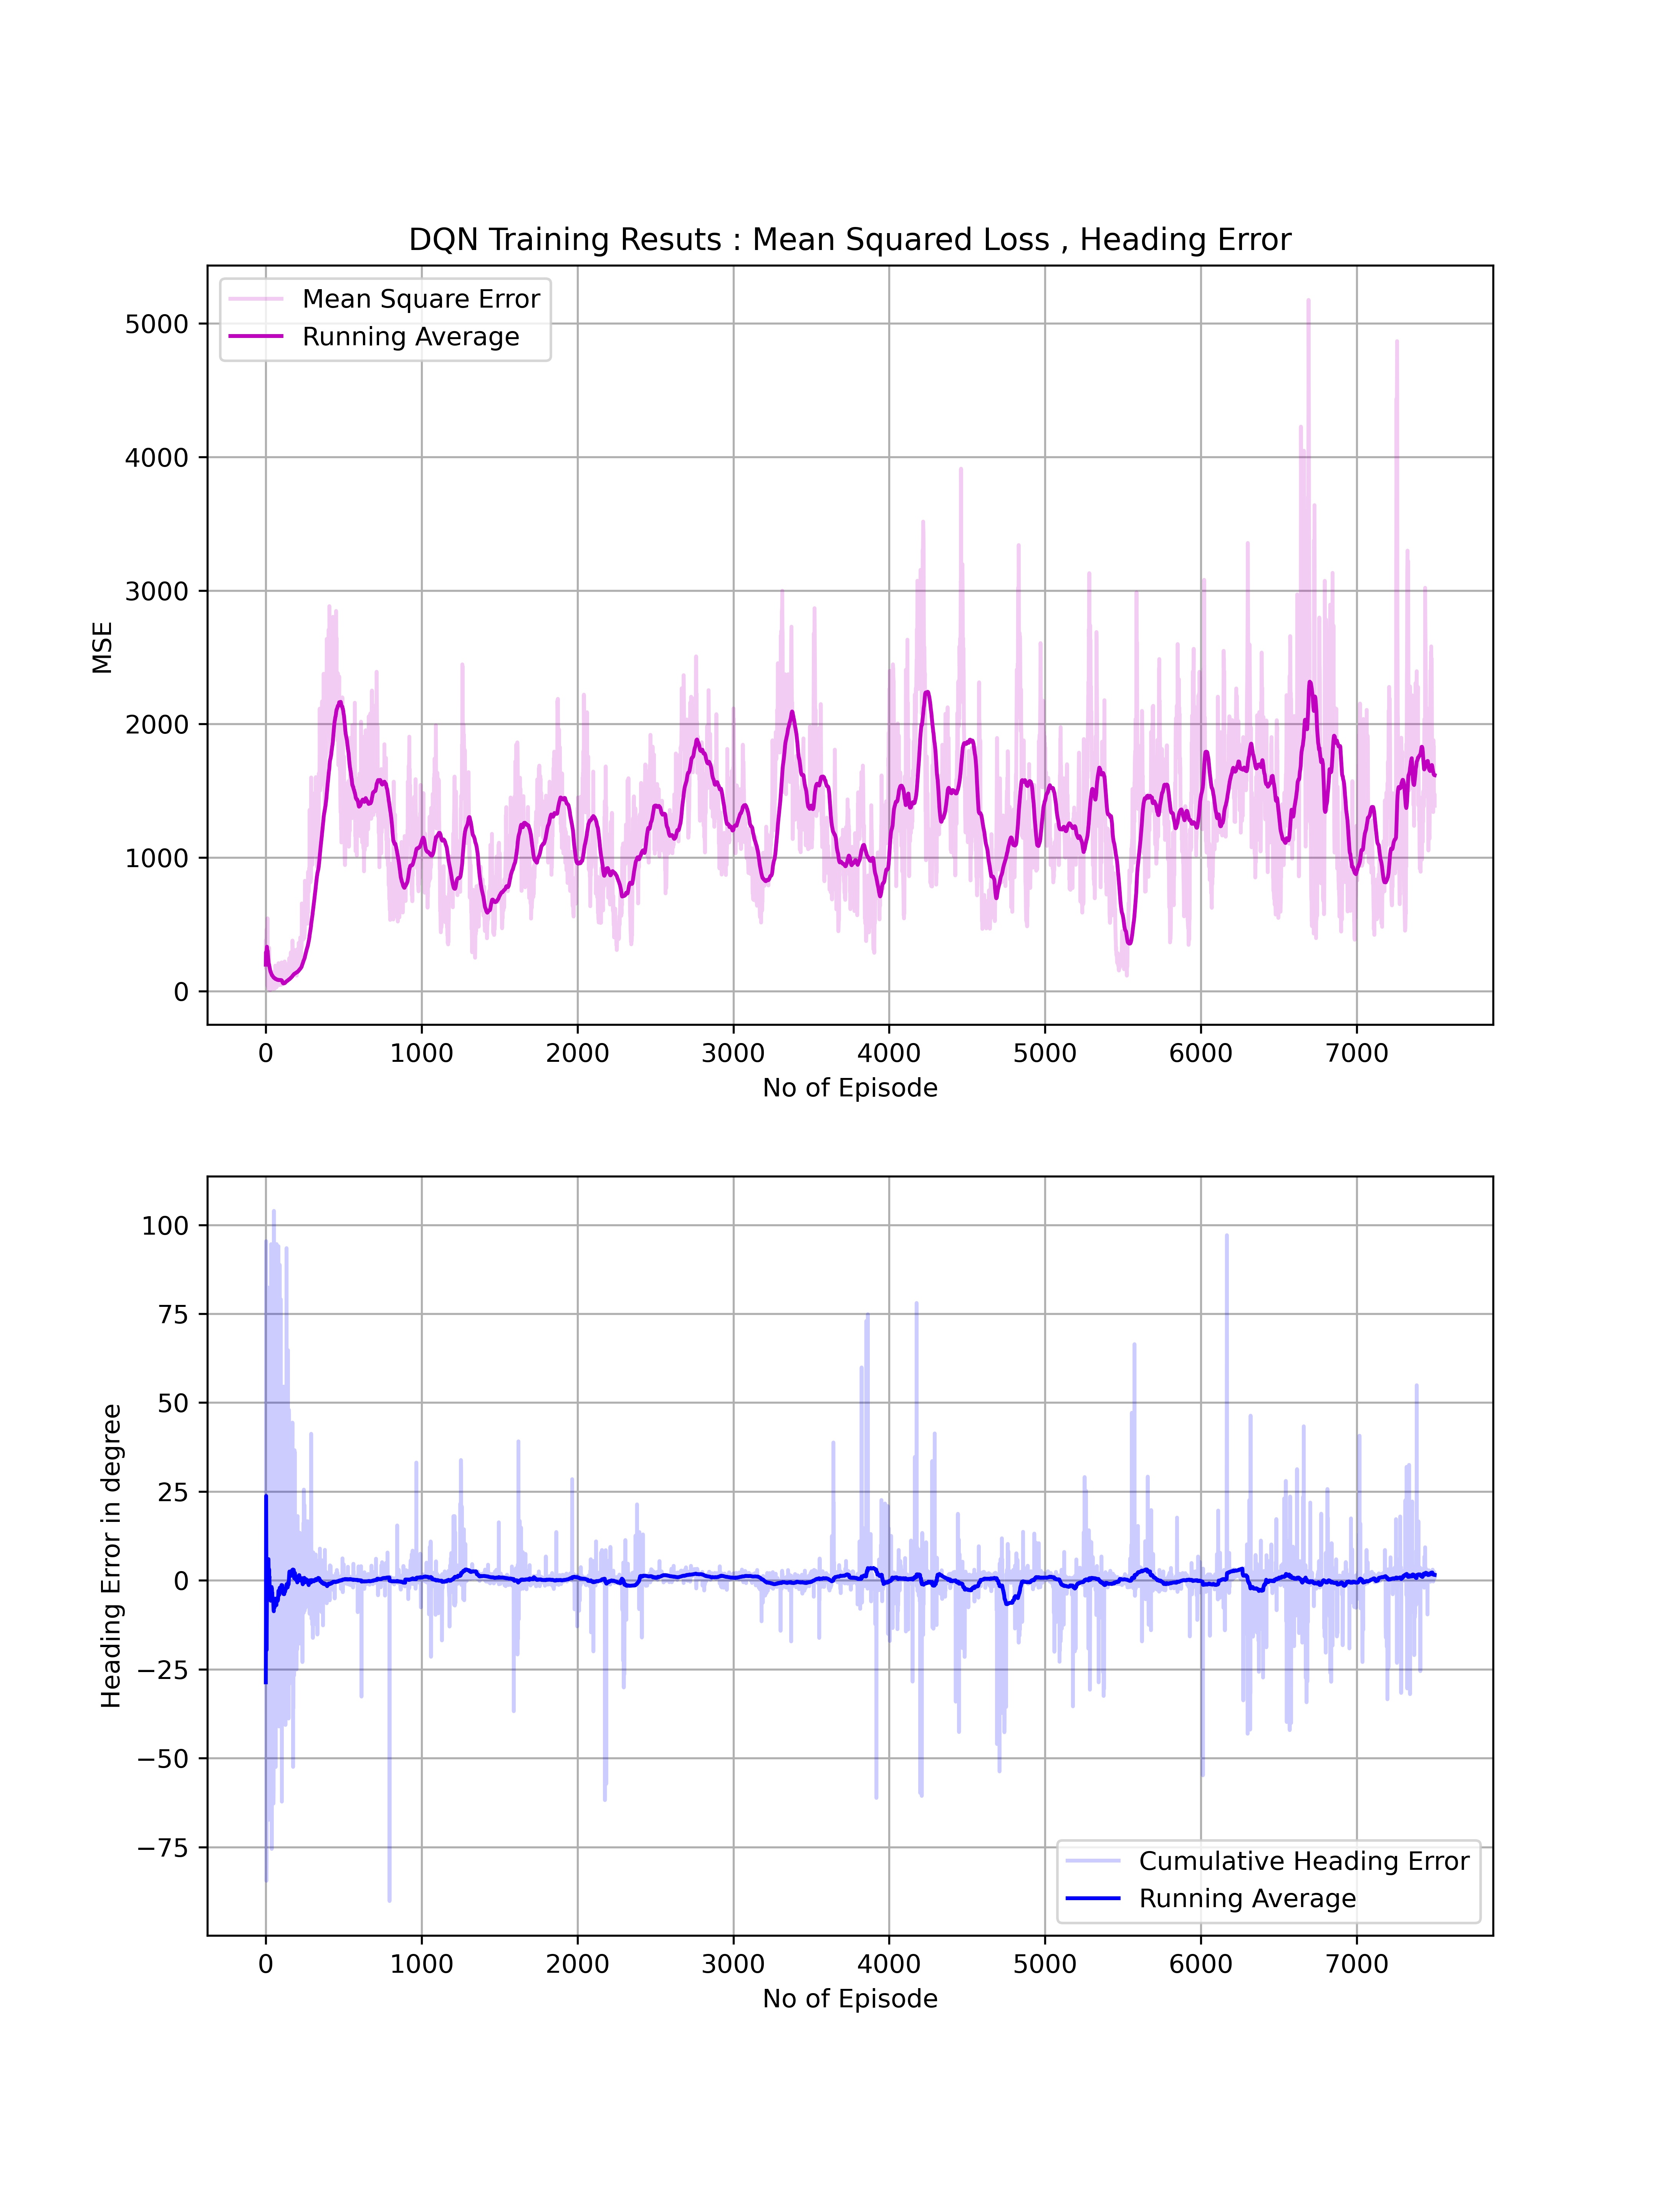 DQN Training Resuts : Mean Squared Loss , Heading Error
Mean Square Error
Running Average
5000
4000
3000
2000
1000
0
MSE
0 1000 2000 3000 4000 5000 6000 7000
No of Episode
100
75
50
25
0
−25
−50
−75
Heading Error in degree
Cumulative Heading Error
Running Average
0 1000 2000 3000 4000 5000 6000 7000
No of Episode